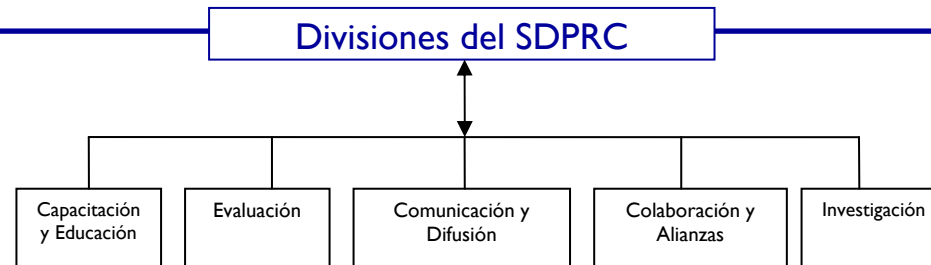 Divisiones del SDPRC
Capacitación
y Educación
Evaluación
Comunicación y
Difusión
Colaboración y
Alianzas
Investigación